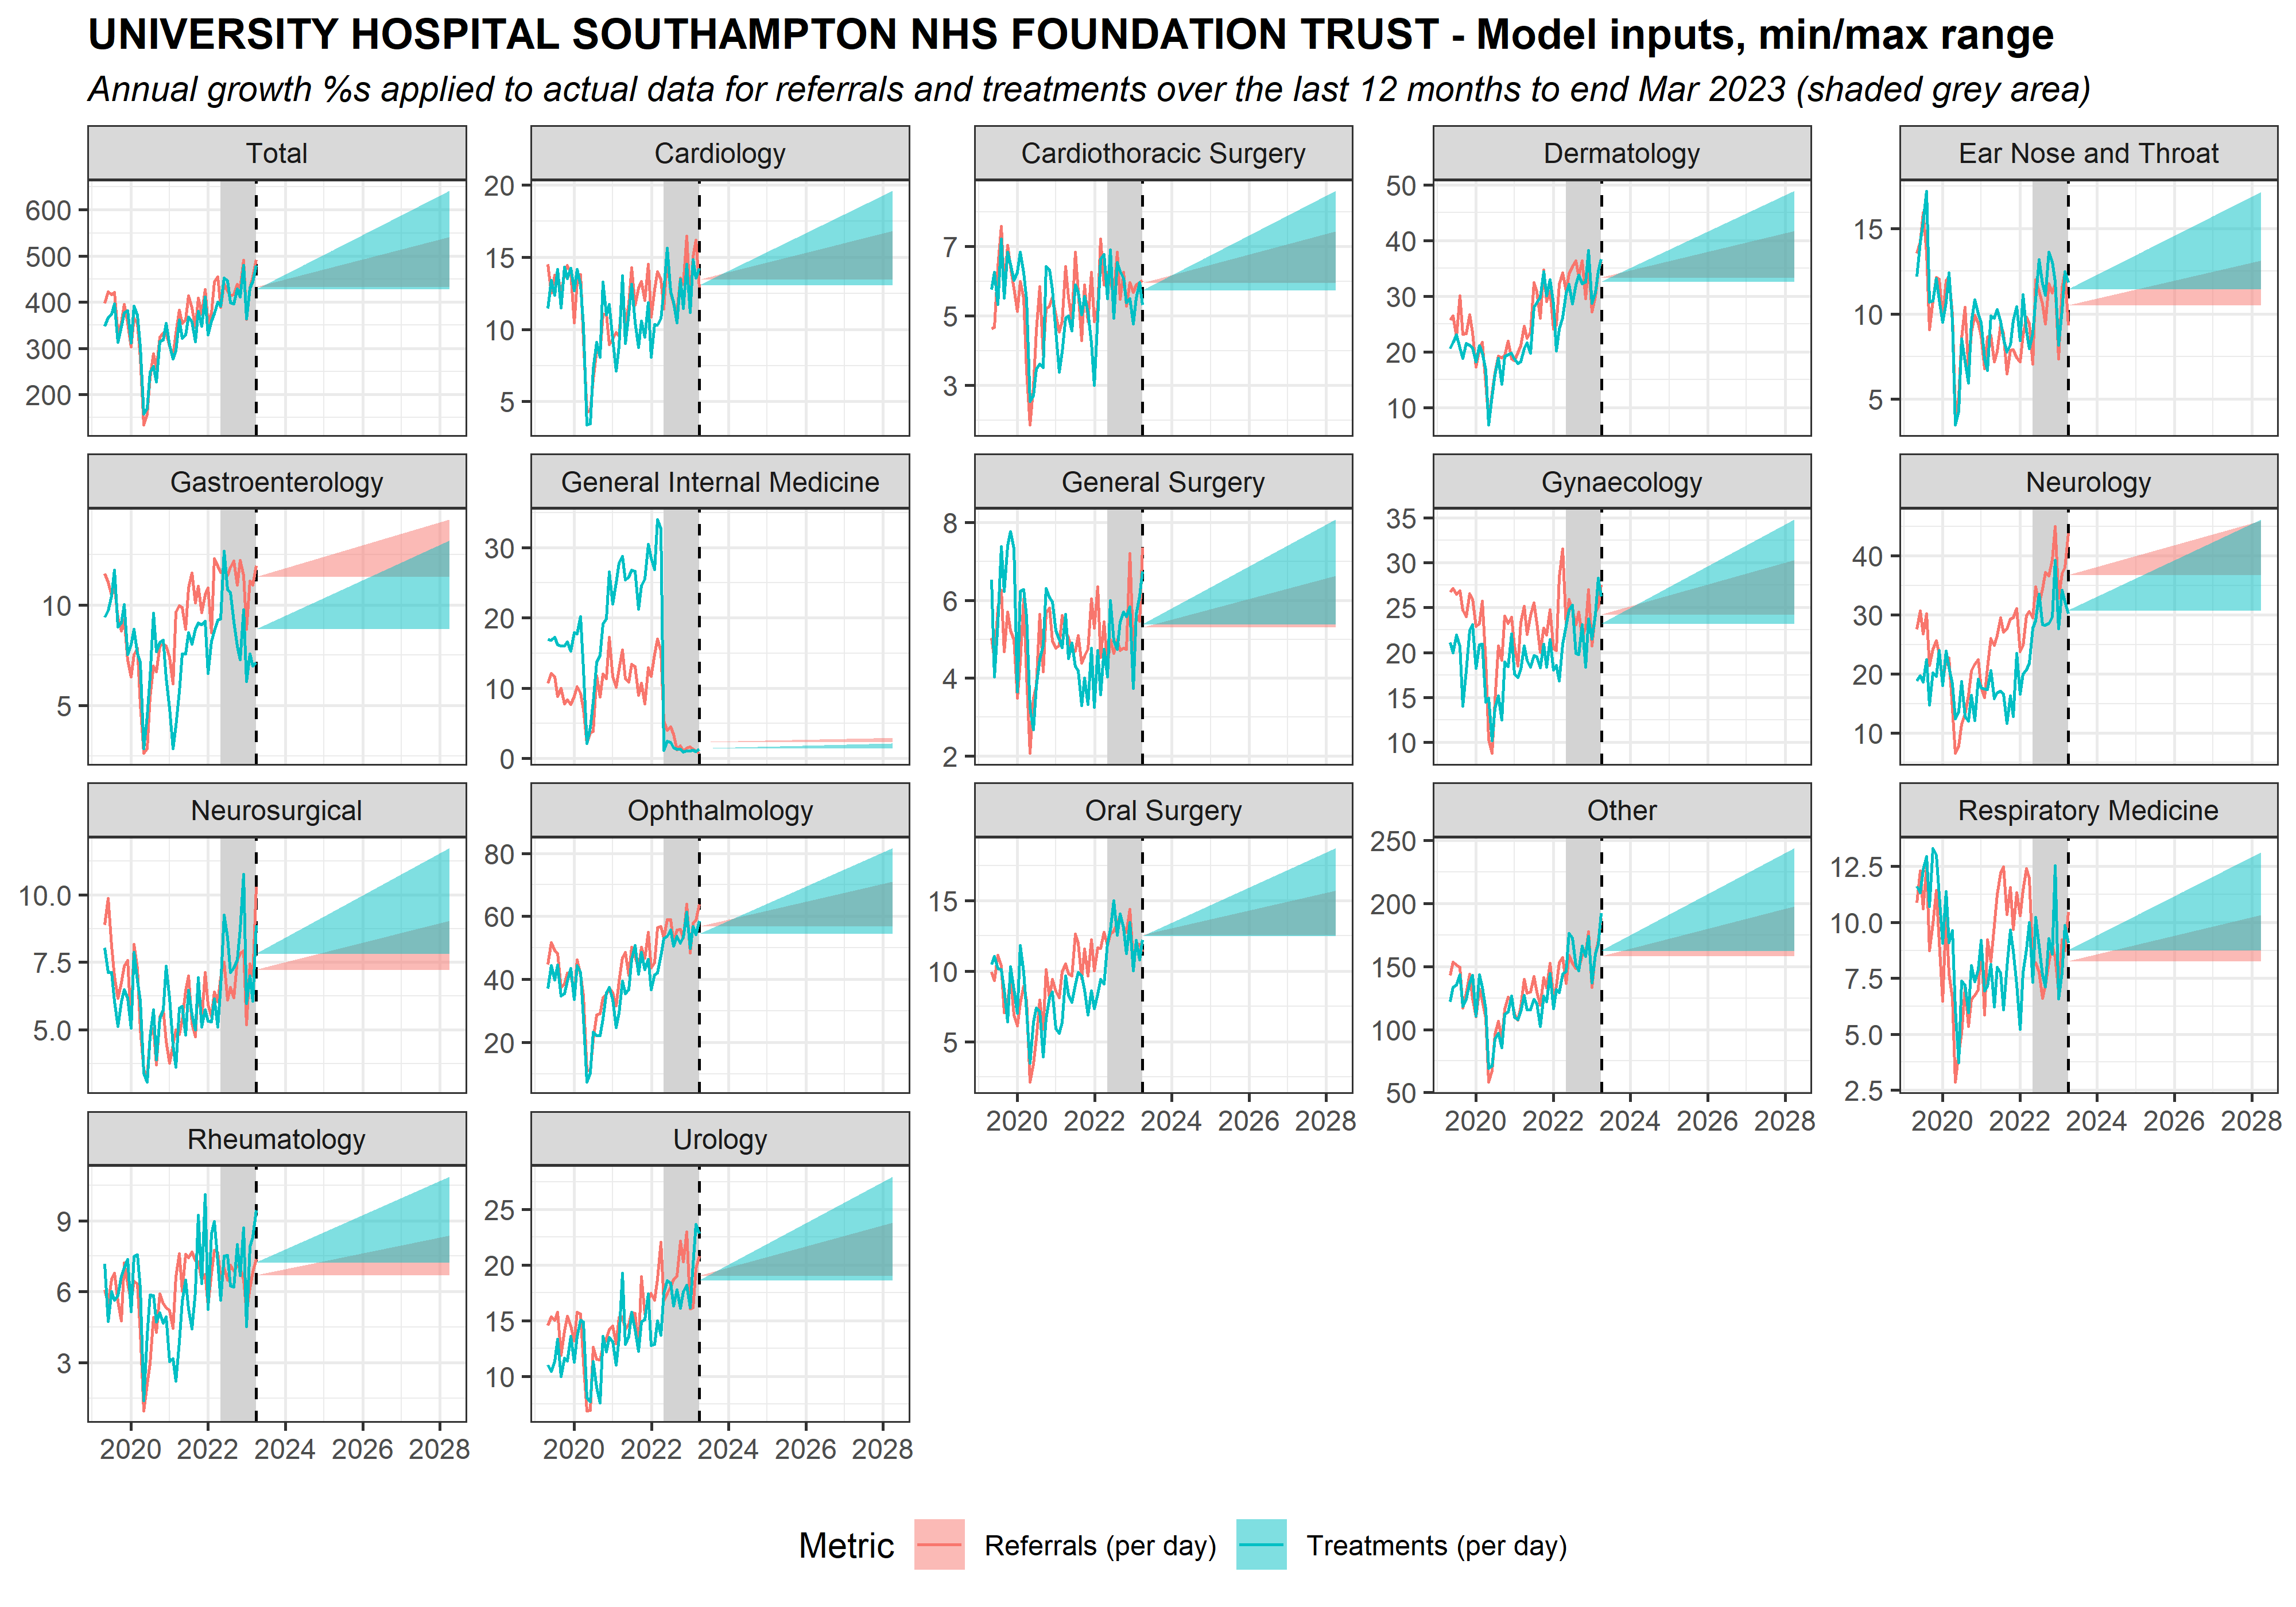 UNIVERSITY HOSPITAL SOUTHAMPTON NHS FOUNDATION TRUST - Model inputs, min/max range
Annual growth %s applied to actual data for referrals and treatments over the last 12 months to end Mar 2023 (shaded grey area)
Total
600
500
400
300
200
Cardiology
20
15
10
5
Cardiothoracic Surgery
7
5
3
Dermatology
50
40
30
20
10
Ear Nose and Throat
15
10
5
Gastroenterology
10
5
General Internal Medicine
30
20
10
0
General Surgery
8
6
4
2
Gynaecology
35
30
25
20
15
10
Neurology
40
30
20
10
Neurosurgical
10.0
7.5
5.0
Ophthalmology
80
60
40
20
Oral Surgery
15
10
5
2020 2022 2024 2026 2028
Other
250
200
150
100
50
2020 2022 2024 2026 2028
Respiratory Medicine
12.5
10.0
7.5
5.0
2.5
2020 2022 2024 2026 2028
Rheumatology
9
6
3
2020 2022 2024 2026 2028
Urology
25
20
15
10
2020 2022 2024 2026 2028
Metric Referrals (per day) Treatments (per day)